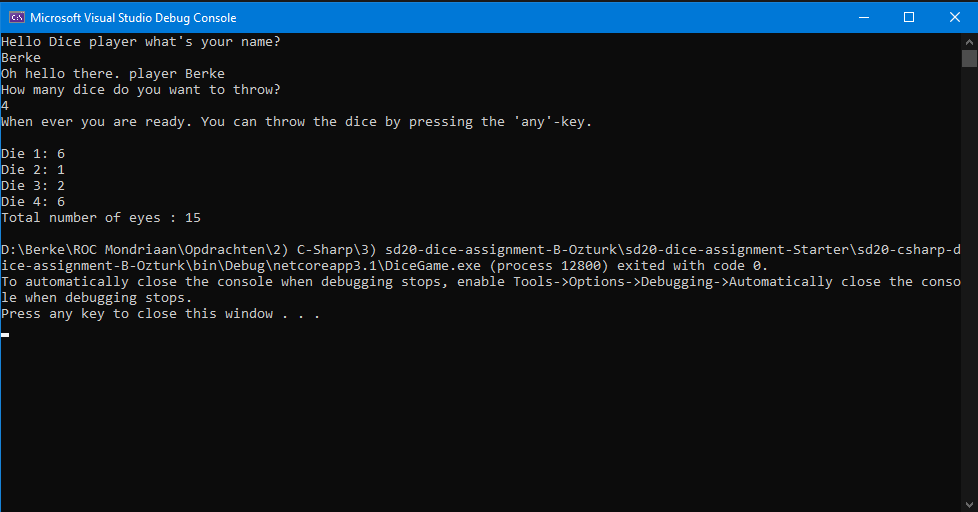 Microsoft Visual Studio Debug Console
Hello Dice player what's your name?
Berke
Oh hello there. player Berke
How many dice do you want to throw?
4
When ever you are ready. You can throw the dice by pressing the 'any'-key.
Die 1: 6
Die 2: 1
Die 3: 2
Die 4: 6
Total number of eyes : 15
D:\Berke\ROC Mondriaan\Opdrachten\2) C-Sharp\3) sd20-dice-assignment-B-Ozturk\sd20-dice-assignment-Starter\sd20-csharp-d
ice-assignment-B-Ozturk\bin\Debug\netcoreapp3.1\DiceGame.exe (process 12800) exited with code 0.
To automatically close the console when debugging stops, enable Tools->Options->Debugging->Automatically close the conso
le when debugging stops.
Press any key to close this window . . .